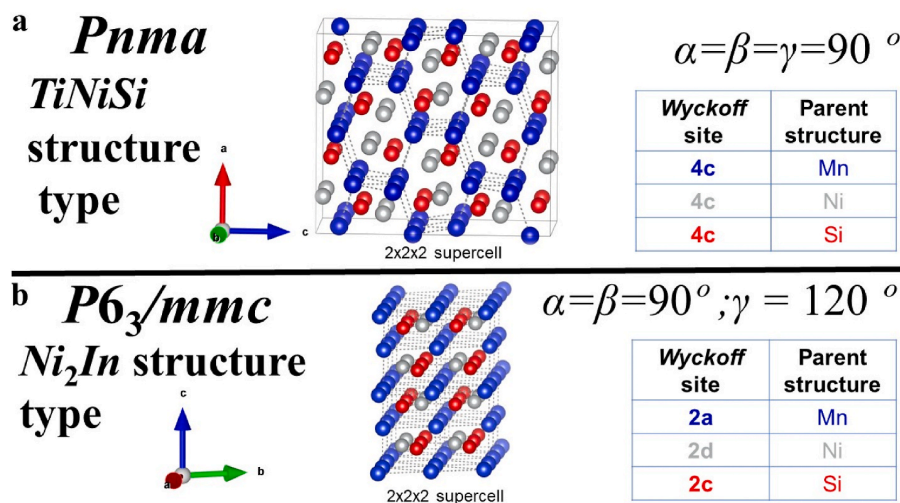 a
Pnma
TiNiSi
structure
type
a
b
c
2x2x2 supercell
α=β=γ=90 °
Wyckoff site Parent structure
4c Mn
4c Ni
4c Si
b
P6₃/mmc
Ni₂In structure
type
c
a
b
2x2x2 supercell
α=β=90°;γ = 120 °
Wyckoff site Parent structure
2a Mn
2d Ni
2c Si